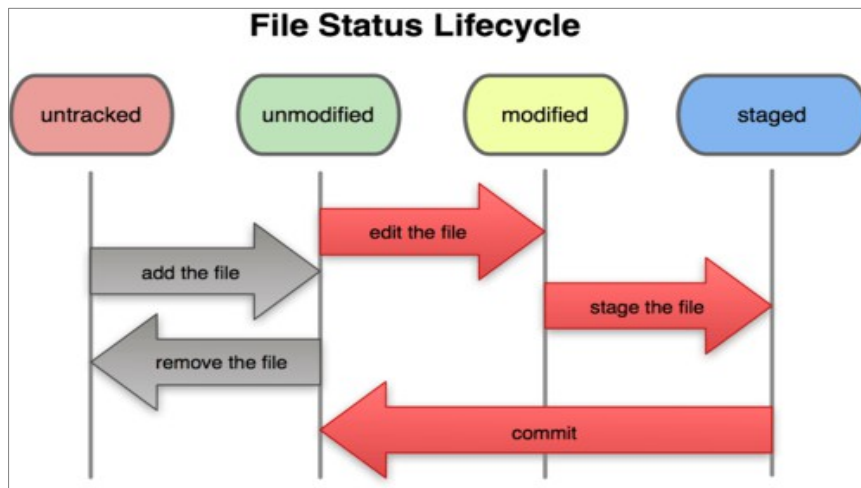 File Status Lifecycle
untracked
unmodified
modified
staged
edit the file
add the file
stage the file
remove the file
commit